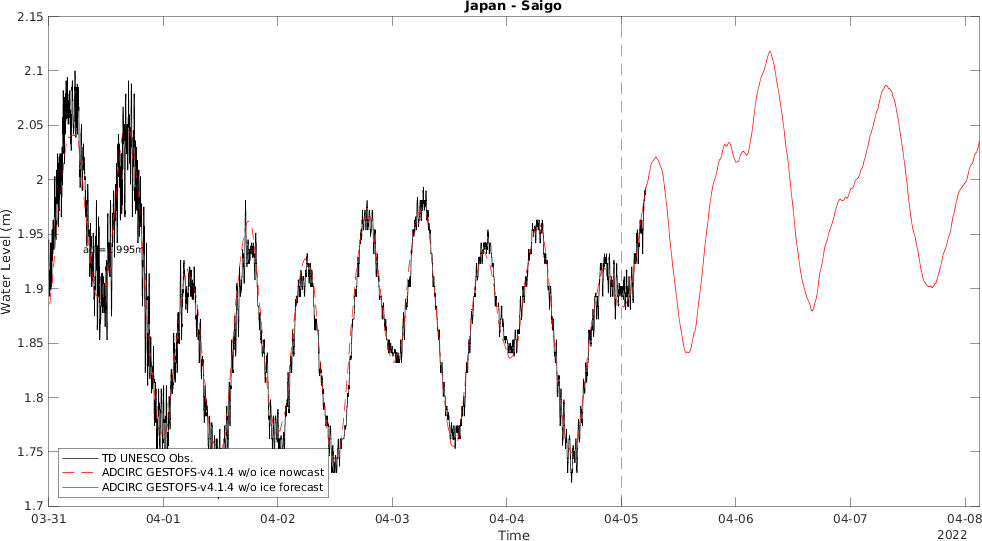 Japan - Saigo
2.15
2.1
2.05
2
1.95
1.9
1.85
1.8
1.75
1.7
Water Level (m)
995m
TD UNESCO Obs.
ADCIRC GESTOFS-v4.1.4 w/o ice nowcast
ADCIRC GESTOFS-v4.1.4 w/o ice forecast
03-31 04-01 04-02 04-03 04-04 04-05 04-06 04-07 04-08
Time
2022